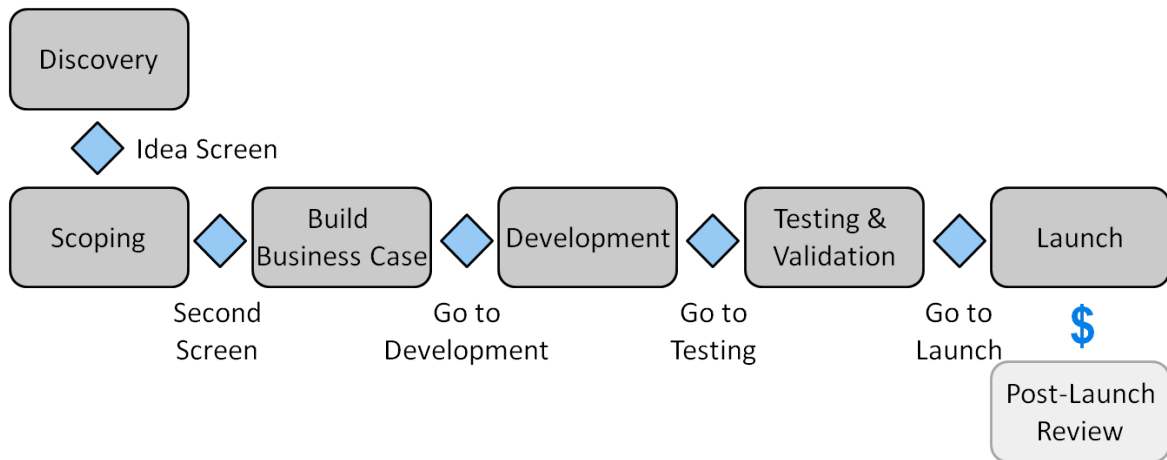 Discovery
Idea Screen
Scoping
Build
Business Case
Development
Testing &
Validation
Launch
Second
Screen
Go to
Development
Go to
Testing
Go to
Launch
$
Post-Launch
Review